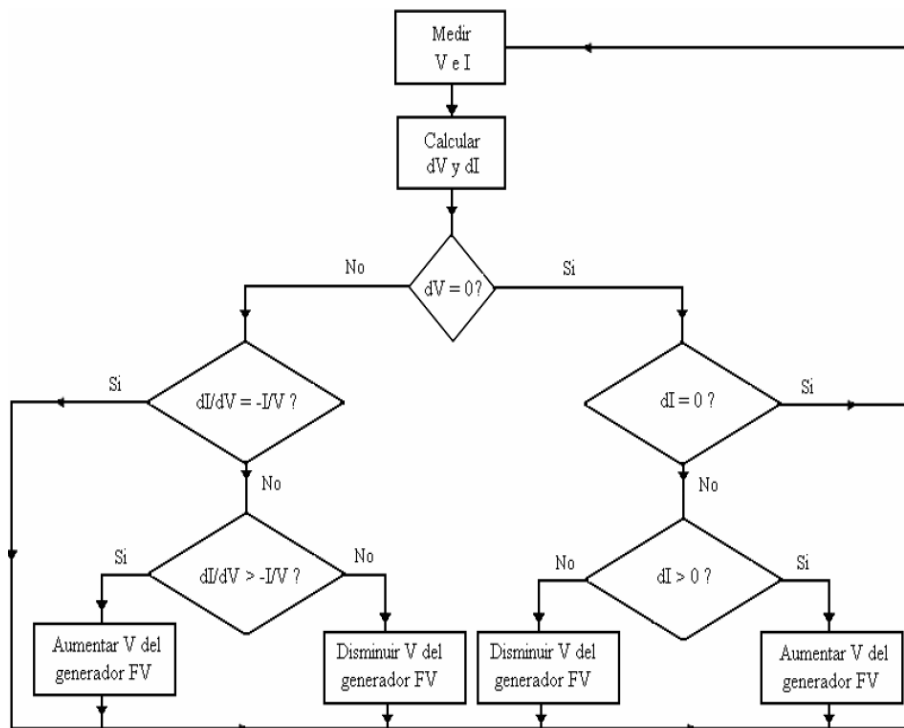 Medir
V e I
Calcular
dV y dI
dV = 0?
No
Si
dI/dV = -I/V ?
Si
No
dI = 0 ?
Si
No
dI/dV > -I/V ?
Si
No
dI > 0 ?
No
Si
Aumentar V del
generador FV
Disminuir V del
generador FV
Disminuir V del
generador FV
Aumentar V del
generador FV